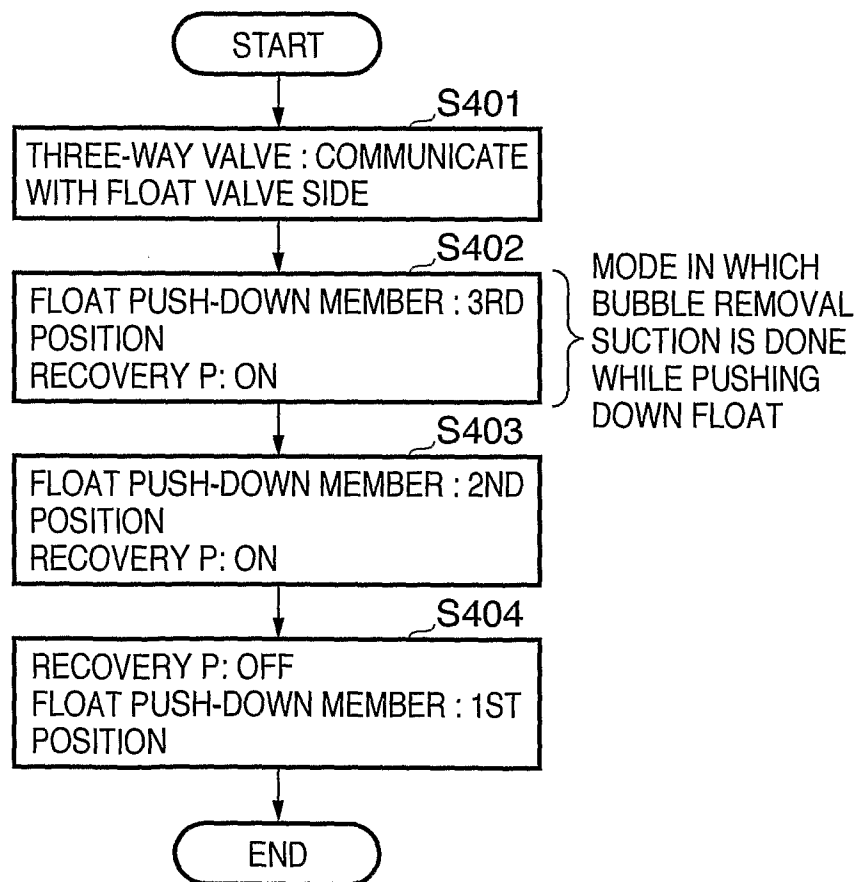 START
S401
THREE-WAY VALVE : COMMUNICATE
WITH FLOAT VALVE SIDE
S402
FLOAT PUSH-DOWN MEMBER : 3RD
POSITION
RECOVERY P: ON
MODE IN WHICH
BUBBLE REMOVAL
SUCTION IS DONE
WHILE PUSHING
DOWN FLOAT
S403
FLOAT PUSH-DOWN MEMBER : 2ND
POSITION
RECOVERY P: ON
S404
RECOVERY P: OFF
FLOAT PUSH-DOWN MEMBER : 1ST
POSITION
END